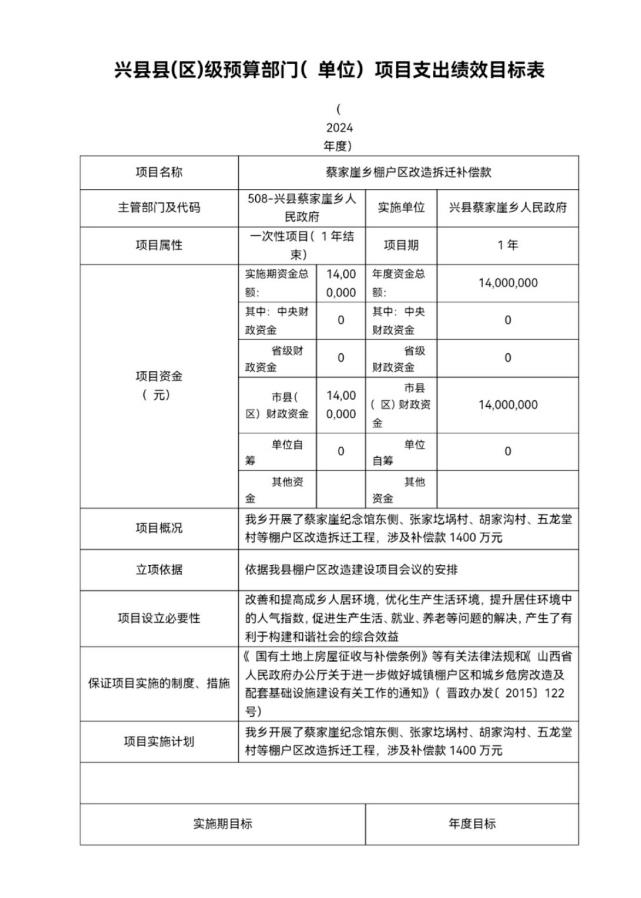 兴县县(区)级预算部门( 单位) 项目支出绩效目标表
(
2024
年度)
项目名称
蔡家崖乡棚户区改造拆迁补偿款
主管部门及代码
508-兴县蔡家崖乡人
民政府
实施单位
兴县蔡家崖乡人民政府
项目属性
一次性项目( 1 年结
束)
项目期
1 年
项目资金
( 元)
实施期资金总
额:
14,00
0,000
年度资金总
额:
14,000,000
其中: 中央财
政资金
0
其中: 中央
财政资金
0
省级财
政资金
0
省级
财政资金
0
市县(
区) 财政资金
14,00
0,000
市县
( 区) 财政资
金
14,000,000
单位自
筹
0
单位
自筹
0
其他资
金
其他
资金
项目概况
我乡开展了蔡家崖纪念馆东侧、张家圪埚村、胡家沟村、五龙堂
村等棚户区改造拆迁工程, 涉及补偿款 1400 万元
立项依据
依据我县棚户区改造建设项目会议的安排
项目设立必要性
改善和提高成乡人居环境, 优化生产生活环境, 提升居住环境中
的人气指数, 促进生产生活、就业、养老等问题的解决, 产生了有
利于构建和谐社会的综合效益
保证项目实施的制度、措施
《 国有土地上房屋征收与补偿条例》等有关法律法规和《 山西省
人民政府办公厅关于进一步做好城镇棚户区和城乡危房改造及
配套基础设施建设有关工作的通知》( 晋政办发〔 2015〕122
号)
项目实施计划
我乡开展了蔡家崖纪念馆东侧、张家圪埚村、胡家沟村、五龙堂
村等棚户区改造拆迁工程, 涉及补偿款 1400 万元
实施期目标
年度目标